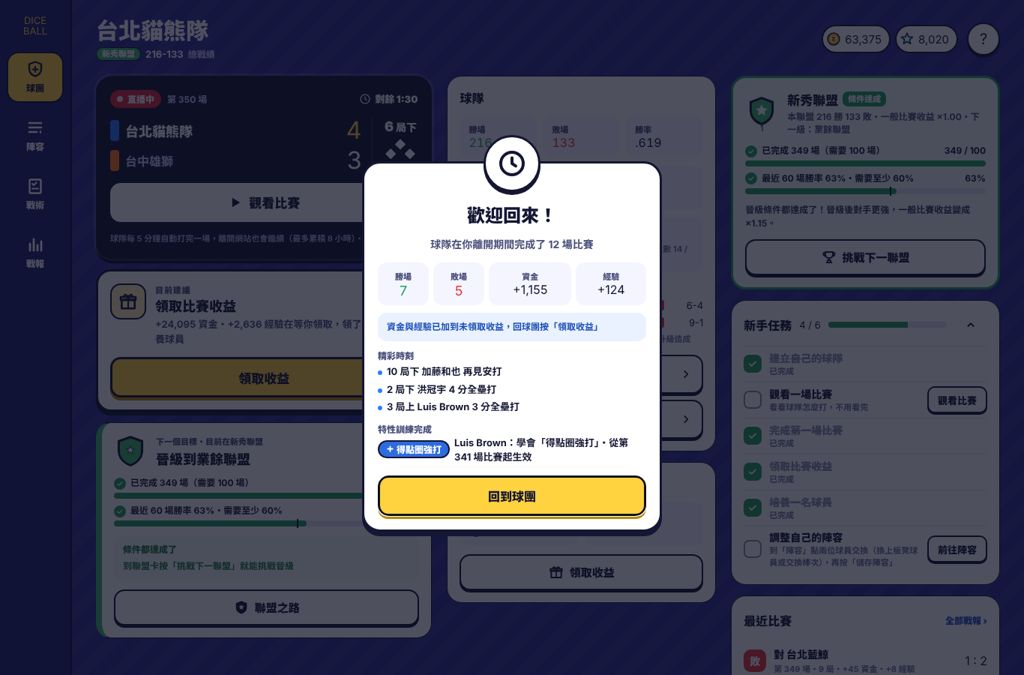 DICE
BALL
球團
陣容
戰術
戰報
台北貓熊隊
新秀聯盟 216-133 總戰績
63,375
8,020
?
直播中 第 350 場 剩餘 1:30
台北貓熊隊 4
台中雄獅 3
6 局下
觀看比賽
球隊每 5 分鐘自動打完一場，離開網站也會繼續（最多累積 8 小時）。
目前建議
領取比賽收益
+24,095 資金・+2,636 經驗在等你領取，領了
養球員
領取收益
下一個目標・目前在新秀聯盟
晉級到業餘聯盟
已完成 349 場（需要 100 場）
最近 60 場勝率 63%・需要至少 60%
條件都達成了
到聯盟卡按「挑戰下一聯盟」就能挑戰晉級
聯盟之路
球隊
勝場 敗場 勝率
216 133 .619
數 14 /
6-4
9-1
升級造成
領取收益
歡迎回來！
球隊在你離開期間完成了 12 場比賽
勝場 敗場 資金 經驗
7 5 +1,155 +124
資金與經驗已加到未領取收益，回球團按「領取收益」
精彩時刻
10 局下 加藤和也 再見安打
2 局下 洪冠宇 4 分全壘打
3 局上 Luis Brown 3 分全壘打
特性訓練完成
+ 得點圈強打 Luis Brown：學會「得點圈強打」・從第
341 場比賽起生效
回到球團
新秀聯盟 條件達成
本聯盟 216 勝 133 敗・一般比賽收益 ×1.00・下
一級：業餘聯盟
已完成 349 場（需要 100 場） 349 / 100
最近 60 場勝率 63%・需要至少 60% 63%
晉級條件都達成了！晉級後對手更強，一般比賽收益變成
×1.15。
挑戰下一聯盟
新手任務 4 / 6
建立自己的球隊
已完成
觀看一場比賽
看看球隊怎麼打，不用看完
觀看比賽
完成第一場比賽
已完成
領取比賽收益
已完成
培養一名球員
已完成
調整自己的陣容
到「陣容」點兩位球員交換（換上板凳球
員或交換棒次），再按「儲存陣容」
前往陣容
最近比賽 全部戰報 ›
敗 對 台北藍鯨 1 : 2
第 349 場・9 局・+45 資金・+8 經驗